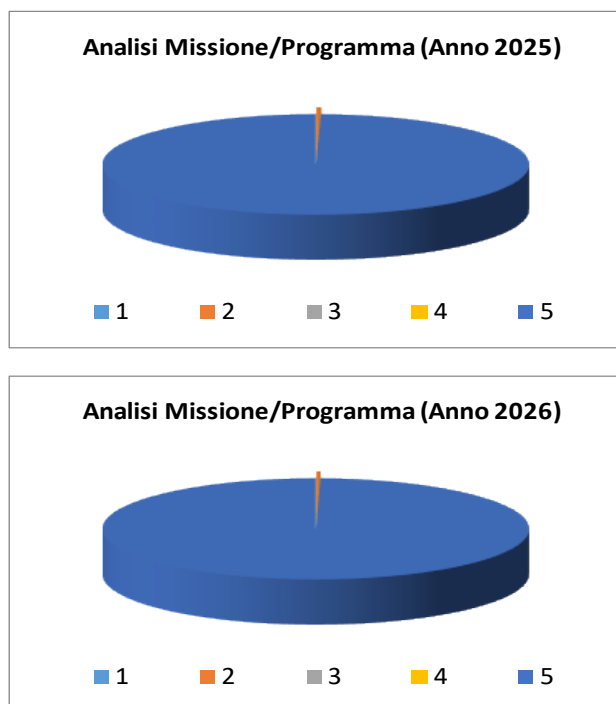 Analisi Missione/Programma (Anno 2025)
1 2 3 4 5
Analisi Missione/Programma (Anno 2026)
1 2 3 4 5